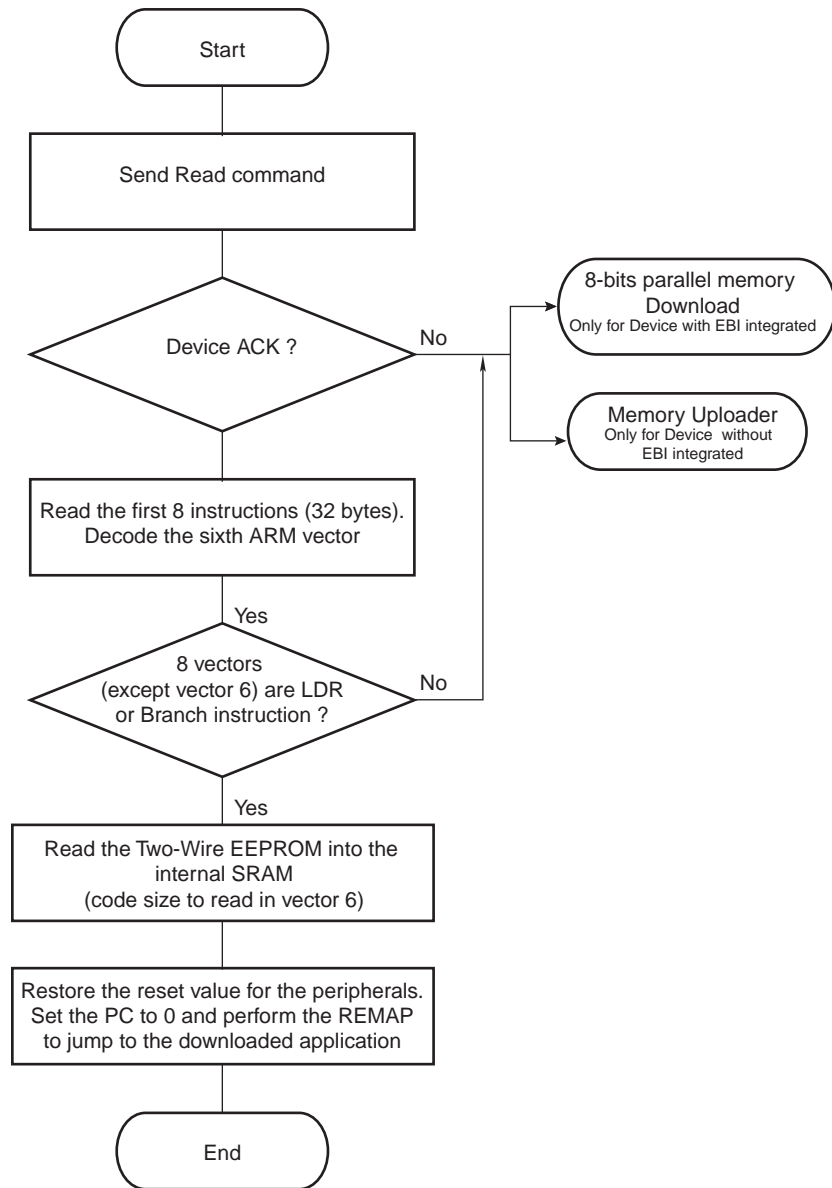 Start
Send Read command
Device ACK ?
No
8-bits parallel memory
Download
Only for Device with EBI integrated
Memory Uploader
Only for Device without
EBI integrated
Read the first 8 instructions (32 bytes).
Decode the sixth ARM vector
Yes
8 vectors
(except vector 6) are LDR
or Branch instruction ?
No
Yes
Read the Two-Wire EEPROM into the
internal SRAM
(code size to read in vector 6)
Restore the reset value for the peripherals.
Set the PC to 0 and perform the REMAP
to jump to the downloaded application
End